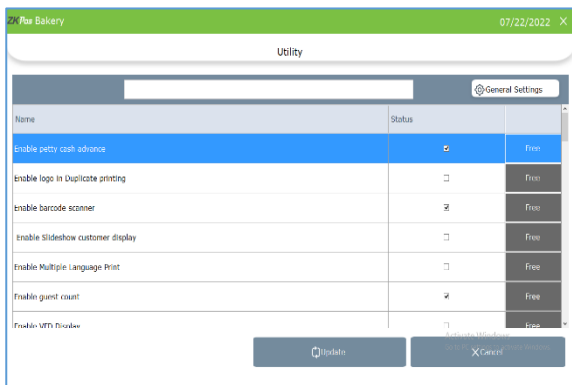 ZKPos Bakery 07/22/2022 X
Utility
General Settings
Name Status
Enable petty cash advance Free
Enable logo in Duplicate printing Free
Enable barcode scanner Free
Enable Slideshow customer display Free
Enable Multiple Language Print Free
Enable guest count Free
Enable VFD Display Free
Activate Windows
Update X Cancel